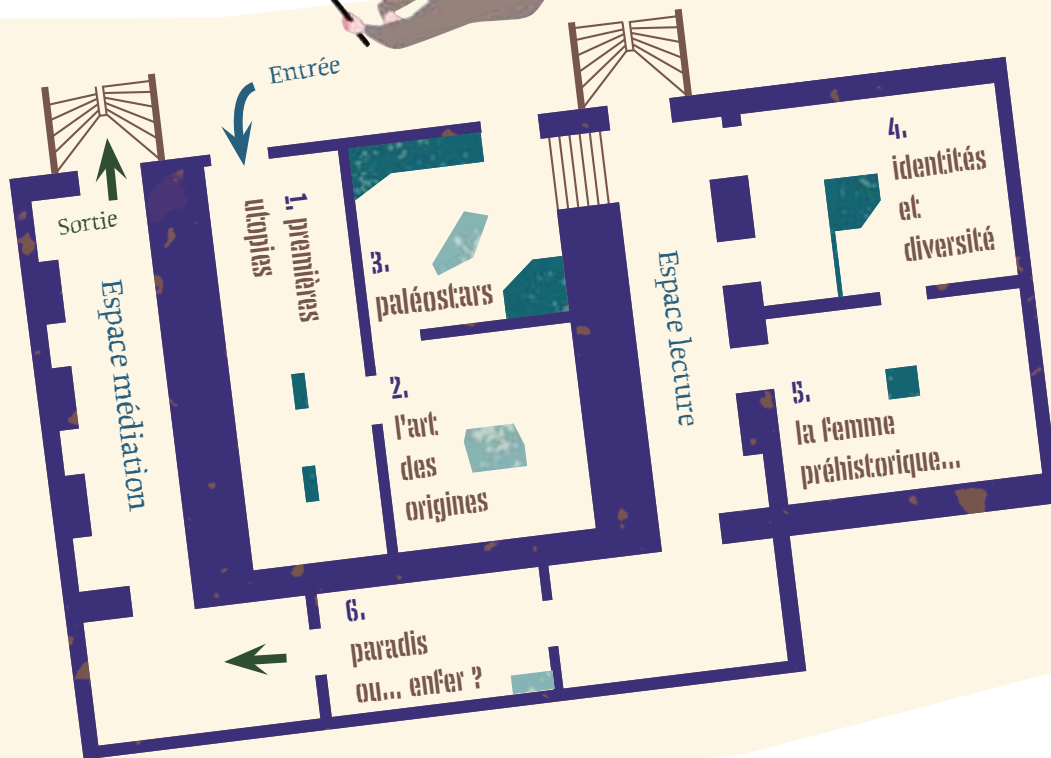 Entrée
Sortie
Espace médiation
1. premières
utopies
2.
l'art
des
origines
3.
paléostars
Espace lecture
4.
identités
et
diversité
5.
la femme
préhistorique...
6.
paradis
ou... enfer ?